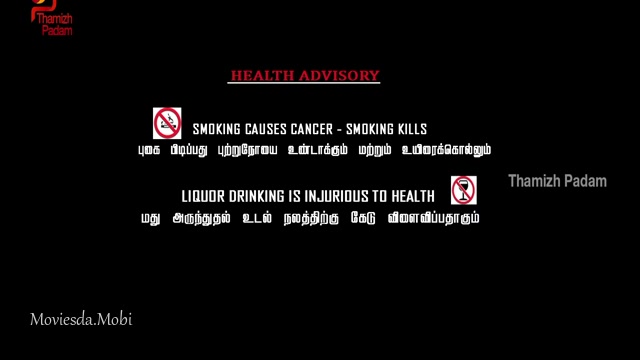 Thamizh
Padam
HEALTH ADVISORY
SMOKING CAUSES CANCER - SMOKING KILLS
புகை பிடிப்பது புற்றுநோயை உண்டாக்கும் மற்றும் உயிரைக்கொல்லும்
Thamizh Padam
LIQUOR DRINKING IS INJURIOUS TO HEALTH
மது அருந்துதல் உடல் நலத்திற்கு கேடு விளைவிப்பதாகும்
Moviesda.Mobi